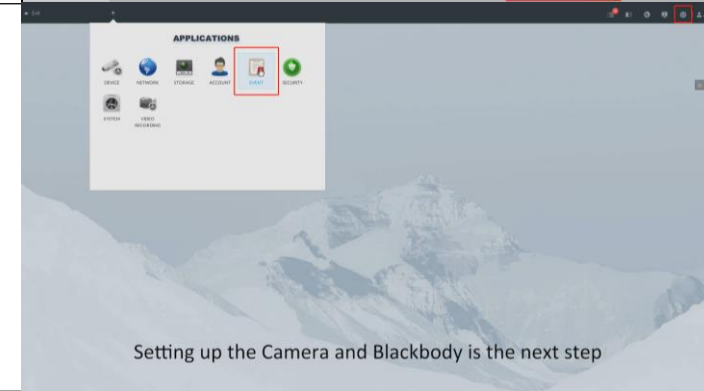 APPLICATIONS
DEVICE
NETWORK
STORAGE
ACCOUNT
EVENT
SECURITY
SYSTEM
VIDEO
RECORDING
Setting up the Camera and Blackbody is the next step